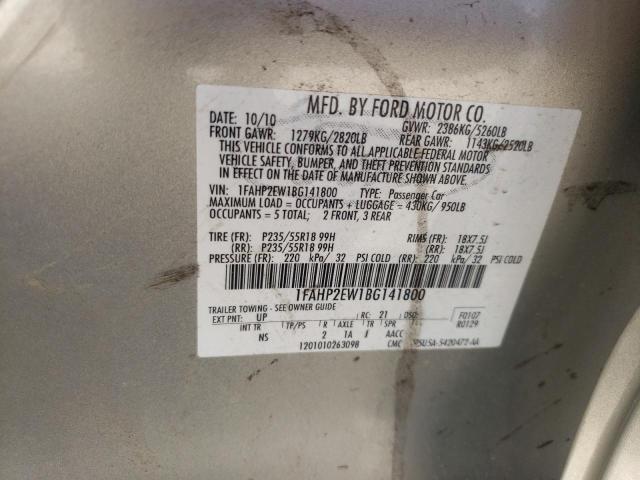 MFD. BY FORD MOTOR CO.
DATE: 10/10 GVWR: 2386KG/5260LB
FRONT GAWR: 1279KG/2820LB REAR GAWR: 1143KG/2520LB
THIS VEHICLE CONFORMS TO ALL APPLICABLE FEDERAL MOTOR
VEHICLE SAFETY, BUMPER, AND THEFT PREVENTION STANDARDS
IN EFFECT ON THE DATE OF MANUFACTURE SHOWN ABOVE.
VIN: 1FAHP2EW1BG141800 TYPE: Passenger Car
MAXIMUM LOAD = OCCUPANTS + LUGGAGE = 430KG/ 950LB
OCCUPANTS = 5 TOTAL; 2 FRONT, 3 REAR
TIRE (FR): P235/55R18 99H RIMS (FR): 18X7.5J
(RR): P235/55R18 99H (RR): 18X7.5J
PRESSURE (FR): 220 kPa/ 32 PSI COLD (RR): 220 kPa/ 32 PSI COLD
1FAHP2EW1BG141800
TRAILER TOWING - SEE OWNER GUIDE
EXT PNT: UP RC: 21 DSO: F0107
INT TR TP/PS R AXLE TR SPR R0129
NS 2 1A J AACC
1201010263098 CMC 5420472-AA